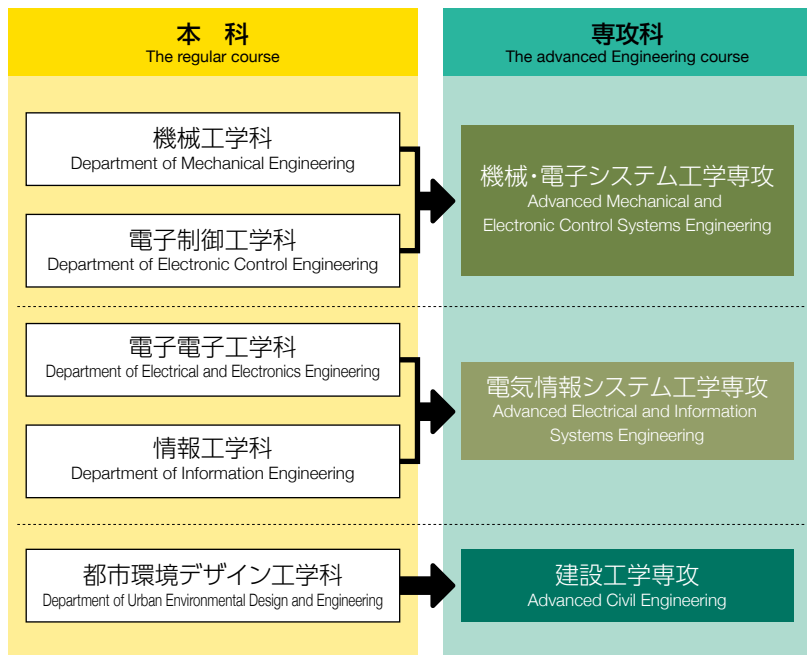 本　科
The regular course
機械工学科
Department of Mechanical Engineering
電子制御工学科
Department of Electronic Control Engineering
電子電子工学科
Department of Electrical and Electronics Engineering
情報工学科
Department of Information Engineering
都市環境デザイン工学科
Department of Urban Environmental Design and Engineering
専攻科
The advanced Engineering course
機械・電子システム工学専攻
Advanced Mechanical and
Electronic Control Systems Engineering
電気情報システム工学専攻
Advanced Electrical and Information
Systems Engineering
建設工学専攻
Advanced Civil Engineering